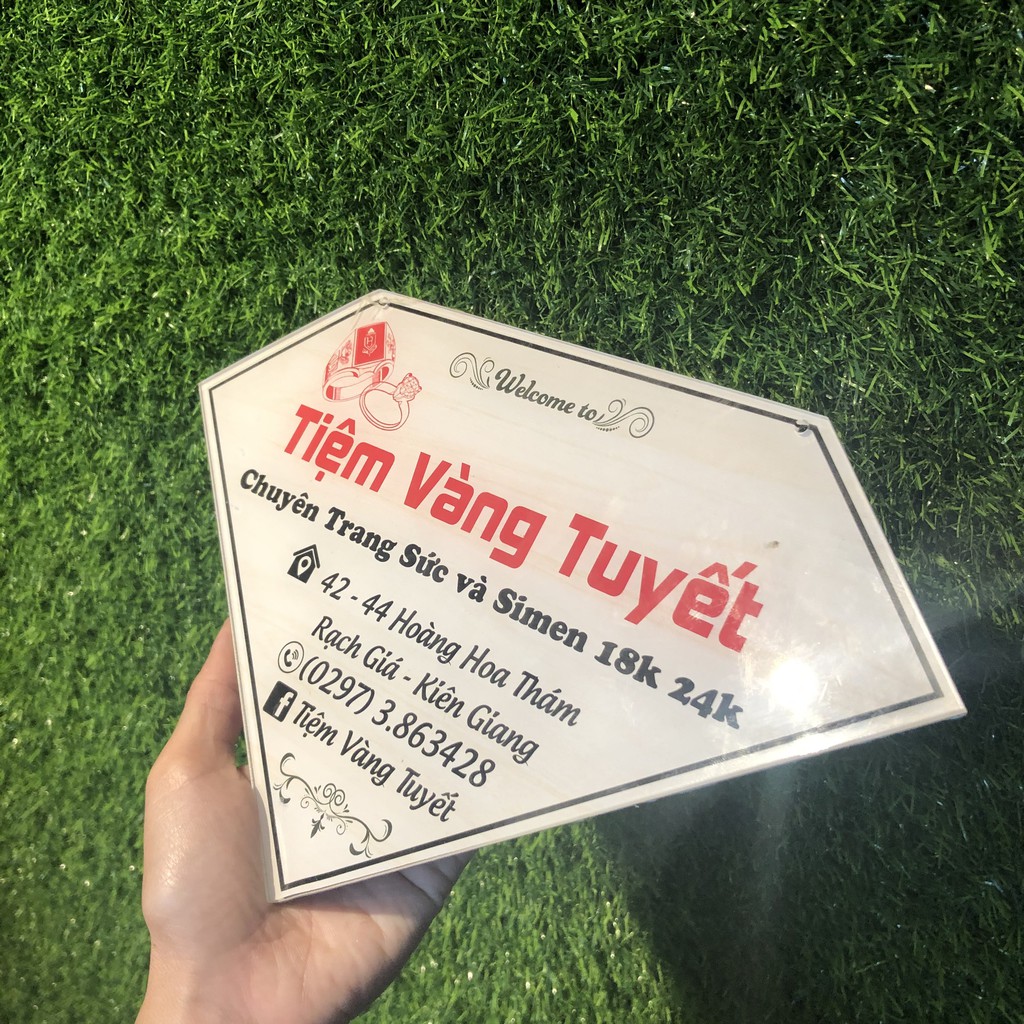 Welcome to
Tiệm Vàng Tuyết
Chuyên Trang Sức và Simen 18k 24k
42 - 44 Hoàng Hoa Thám
Rạch Giá - Kiên Giang
(0297) 3.863428
Tiệm Vàng Tuyết